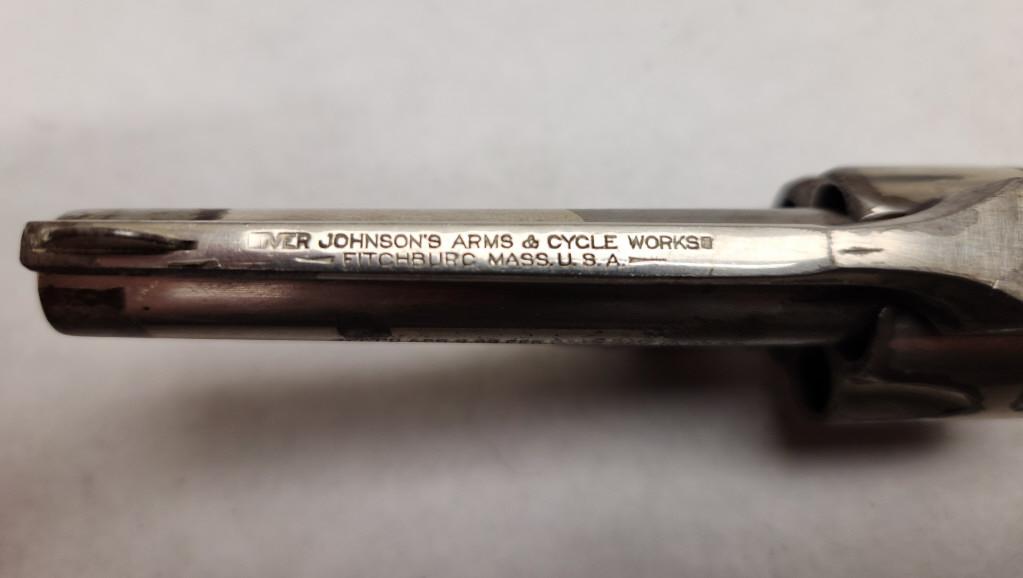 IVER JOHNSON'S ARMS & CYCLE WORKS
FITCHBURG MASS. U.S.A.